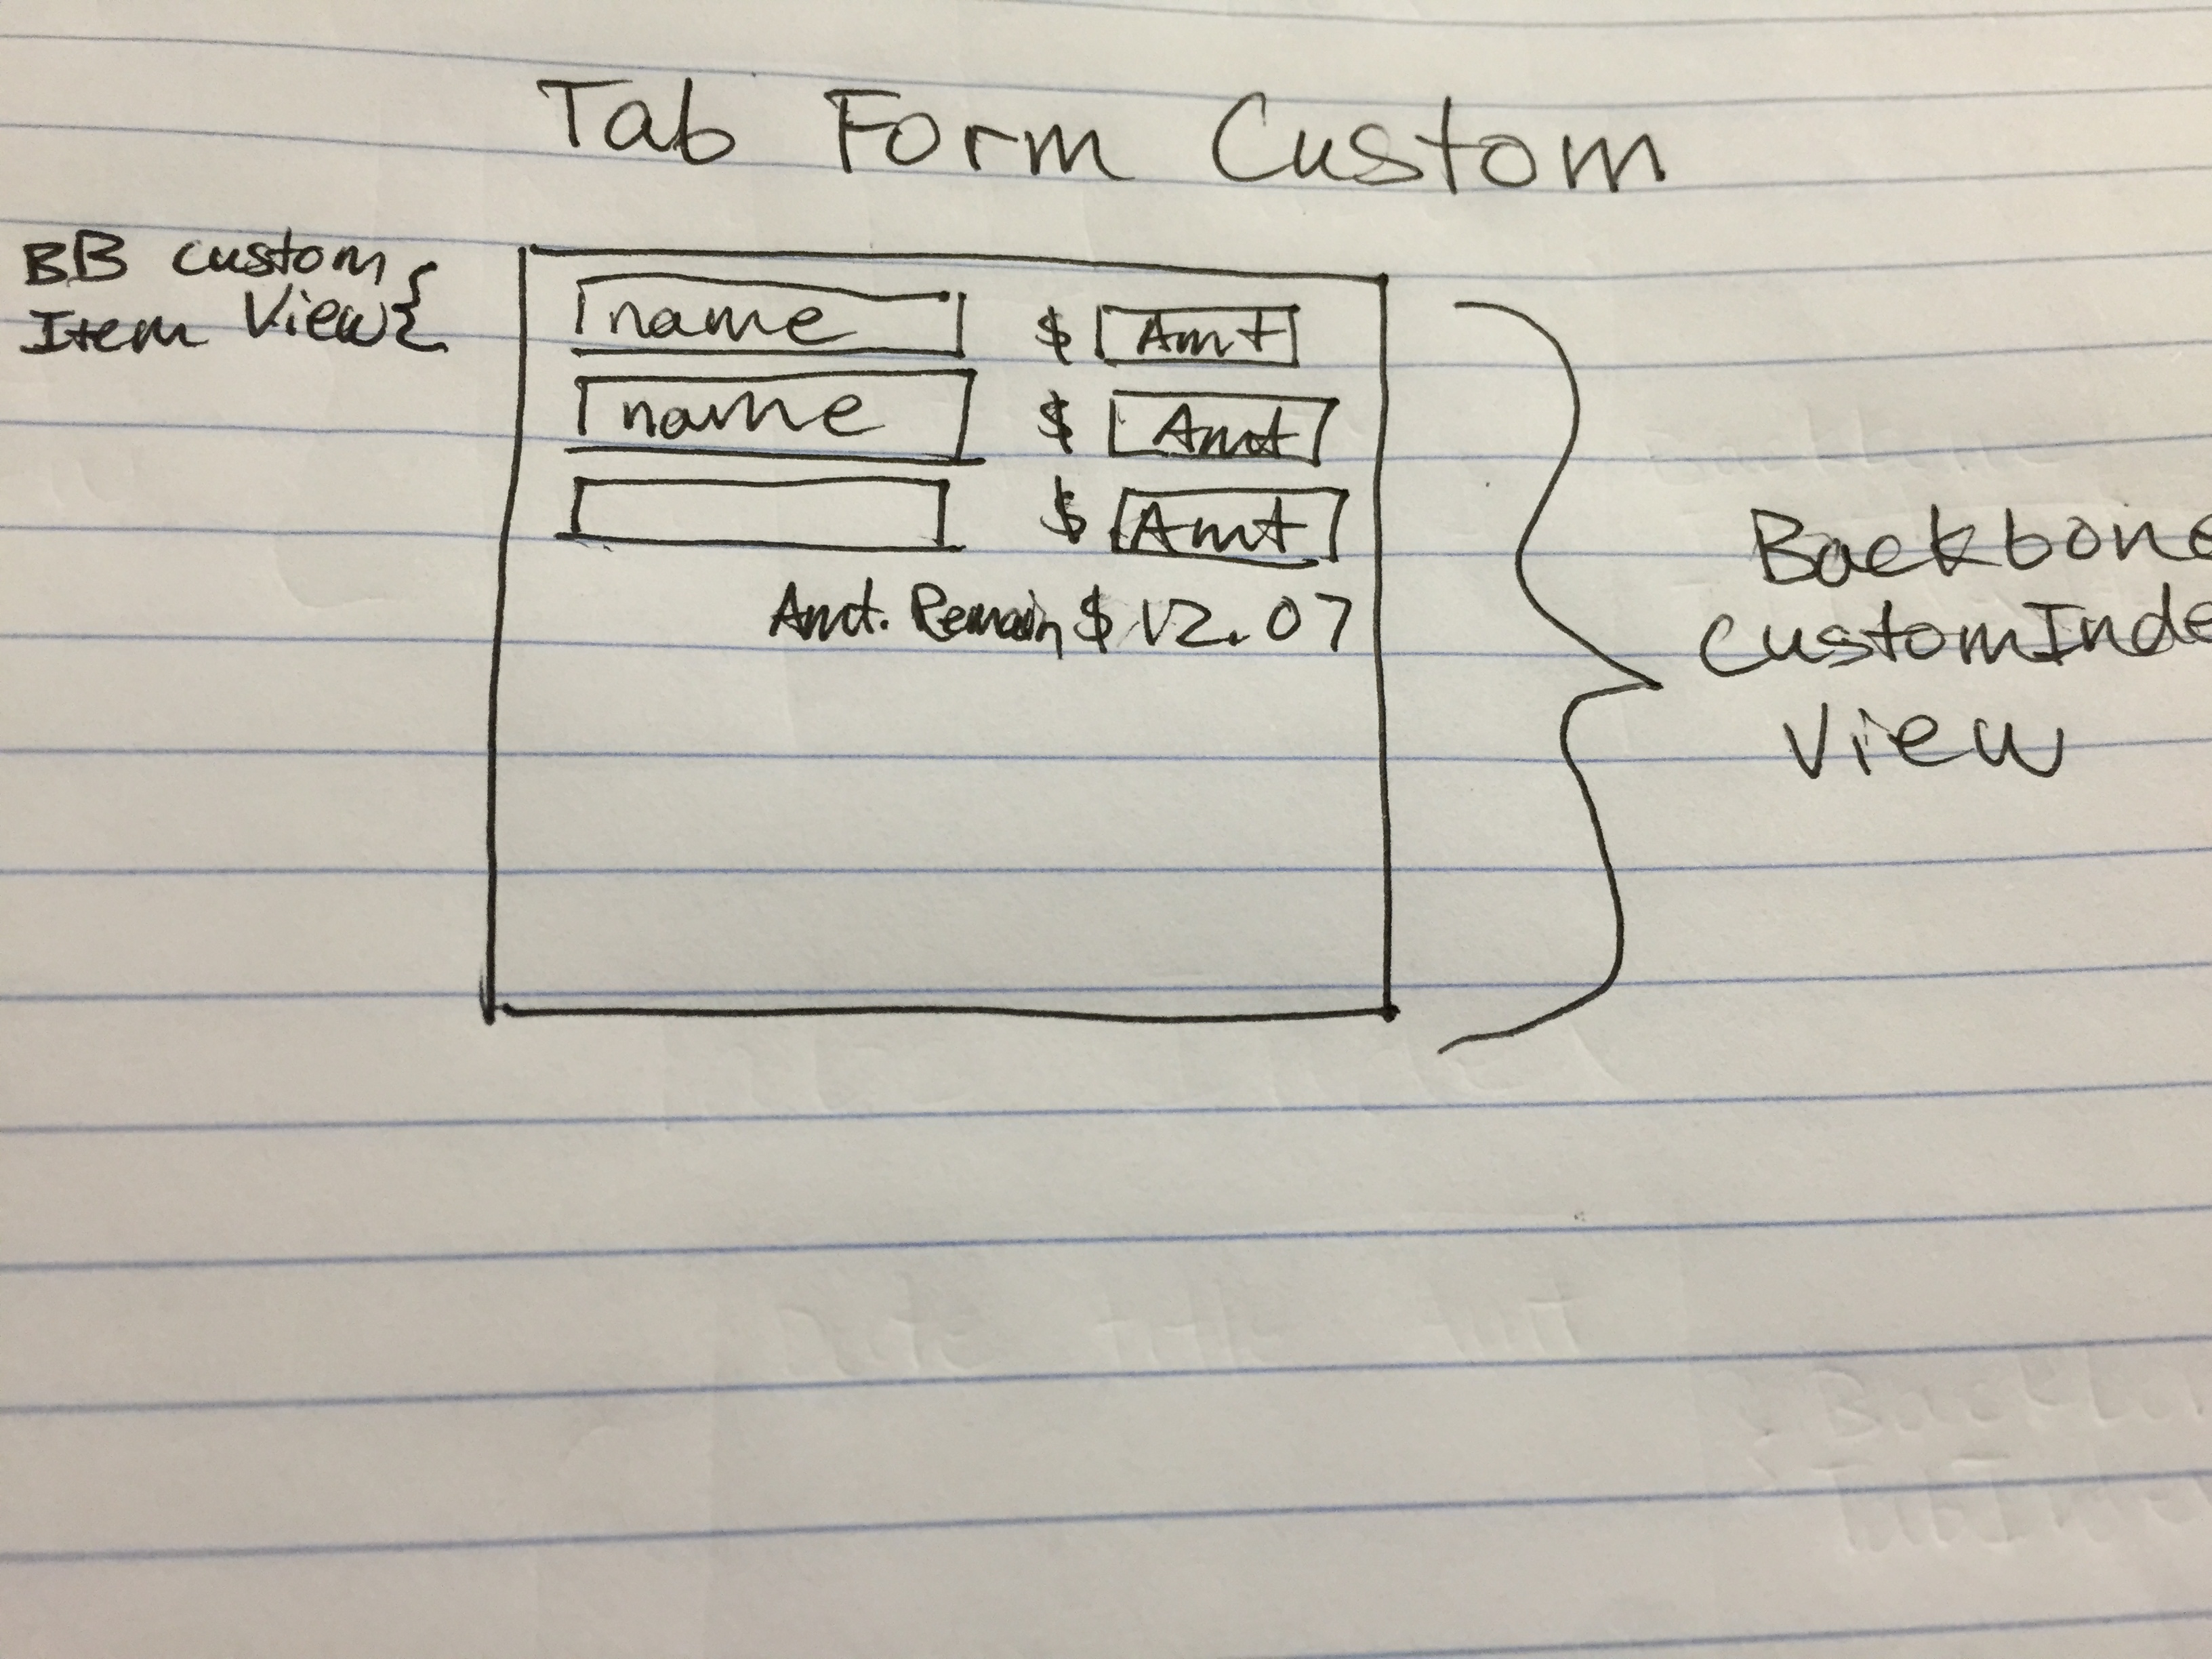 Tab Form Custom
BB custom
Item View
name $ Amt
name $ Amt
$ Amt
Amt. Remain $ 12.07
Backbone
CustomInde
View